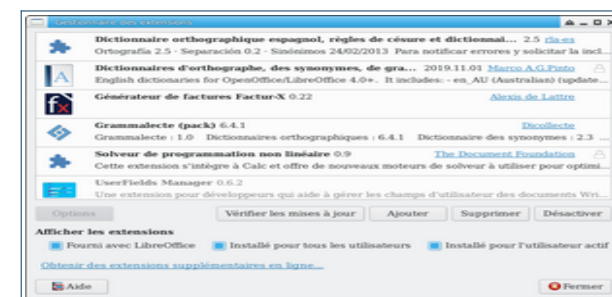 Gestionnaire des extensions
Dictionnaire orthographique espagnol, règles de césure et dictionnai... 2.5 rla-es
Ortografía 2.5 - Separación 0.2 - Sinónimos 24/02/2013 Para notificar errores y solicitar la incl...
Dictionnaires d'orthographe, des synonymes, de gra... 2019.11.01 Marco A.G.Pinto
English dictionaries for OpenOffice/LibreOffice 4.0+. It includes: - en_AU (Australian) (update...
Générateur de factures Factur-X 0.22 Alexis de Lattre
Grammalecte (pack) 6.4.1 Dicollecte
Grammalecte : 1.0 Dictionnaires orthographiques : 6.4.1 Dictionnaire des synonymes : 2.3 ...
Solveur de programmation non linéaire 0.9 The Document Foundation
Cette extension s'intègre à Calc et offre de nouveaux moteurs de solveur à utiliser pour optimi...
UserFields Manager 0.6.2
Une extension pour développeurs qui aide à gérer les champs d'utilisateur des documents Wri...
Options Vérifier les mises à jour Ajouter Supprimer Désactiver
Afficher les extensions
Fourni avec LibreOffice Installé pour tous les utilisateurs Installé pour l'utilisateur actif
Obtenir des extensions supplémentaires en ligne...
Aide Fermer